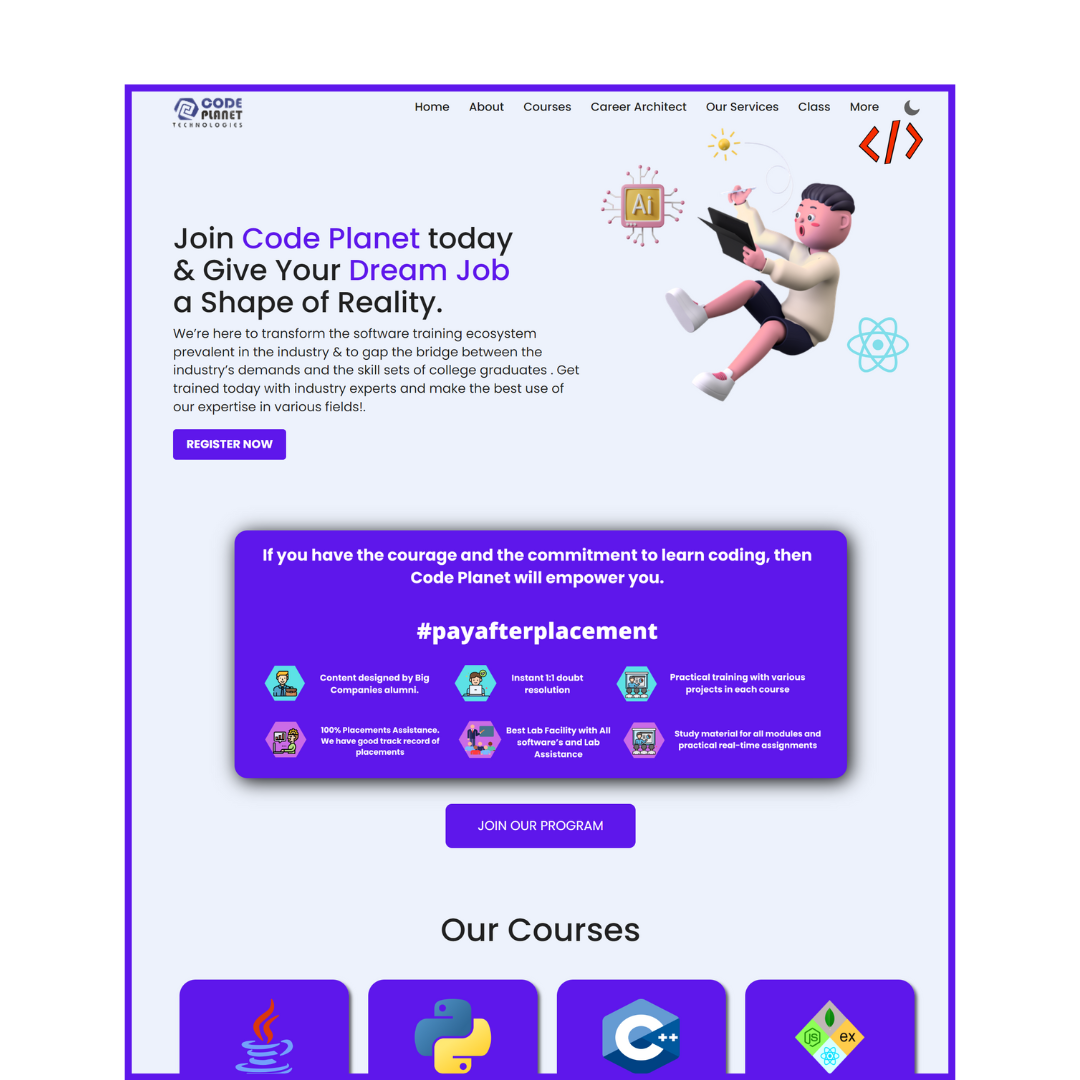 CODE
PLANET
TECHNOLOGIES
Home About Courses Career Architect Our Services Class More
</>
Ai
Join Code Planet today
& Give Your Dream Job
a Shape of Reality.
We’re here to transform the software training ecosystem
prevalent in the industry & to gap the bridge between the
industry’s demands and the skill sets of college graduates . Get
trained today with industry experts and make the best use of
our expertise in various fields!.
REGISTER NOW
If you have the courage and the commitment to learn coding, then
Code Planet will empower you.
#payafterplacement
Content designed by Big
Companies alumni.
Instant 1:1 doubt
resolution
Practical training with various
projects in each course
100% Placements Assistance.
We have good track record of
placements
Best Lab Facility with All
software’s and Lab
Assistance
Study material for all modules and
practical real-time assignments
JOIN OUR PROGRAM
Our Courses
C++
JS
ex